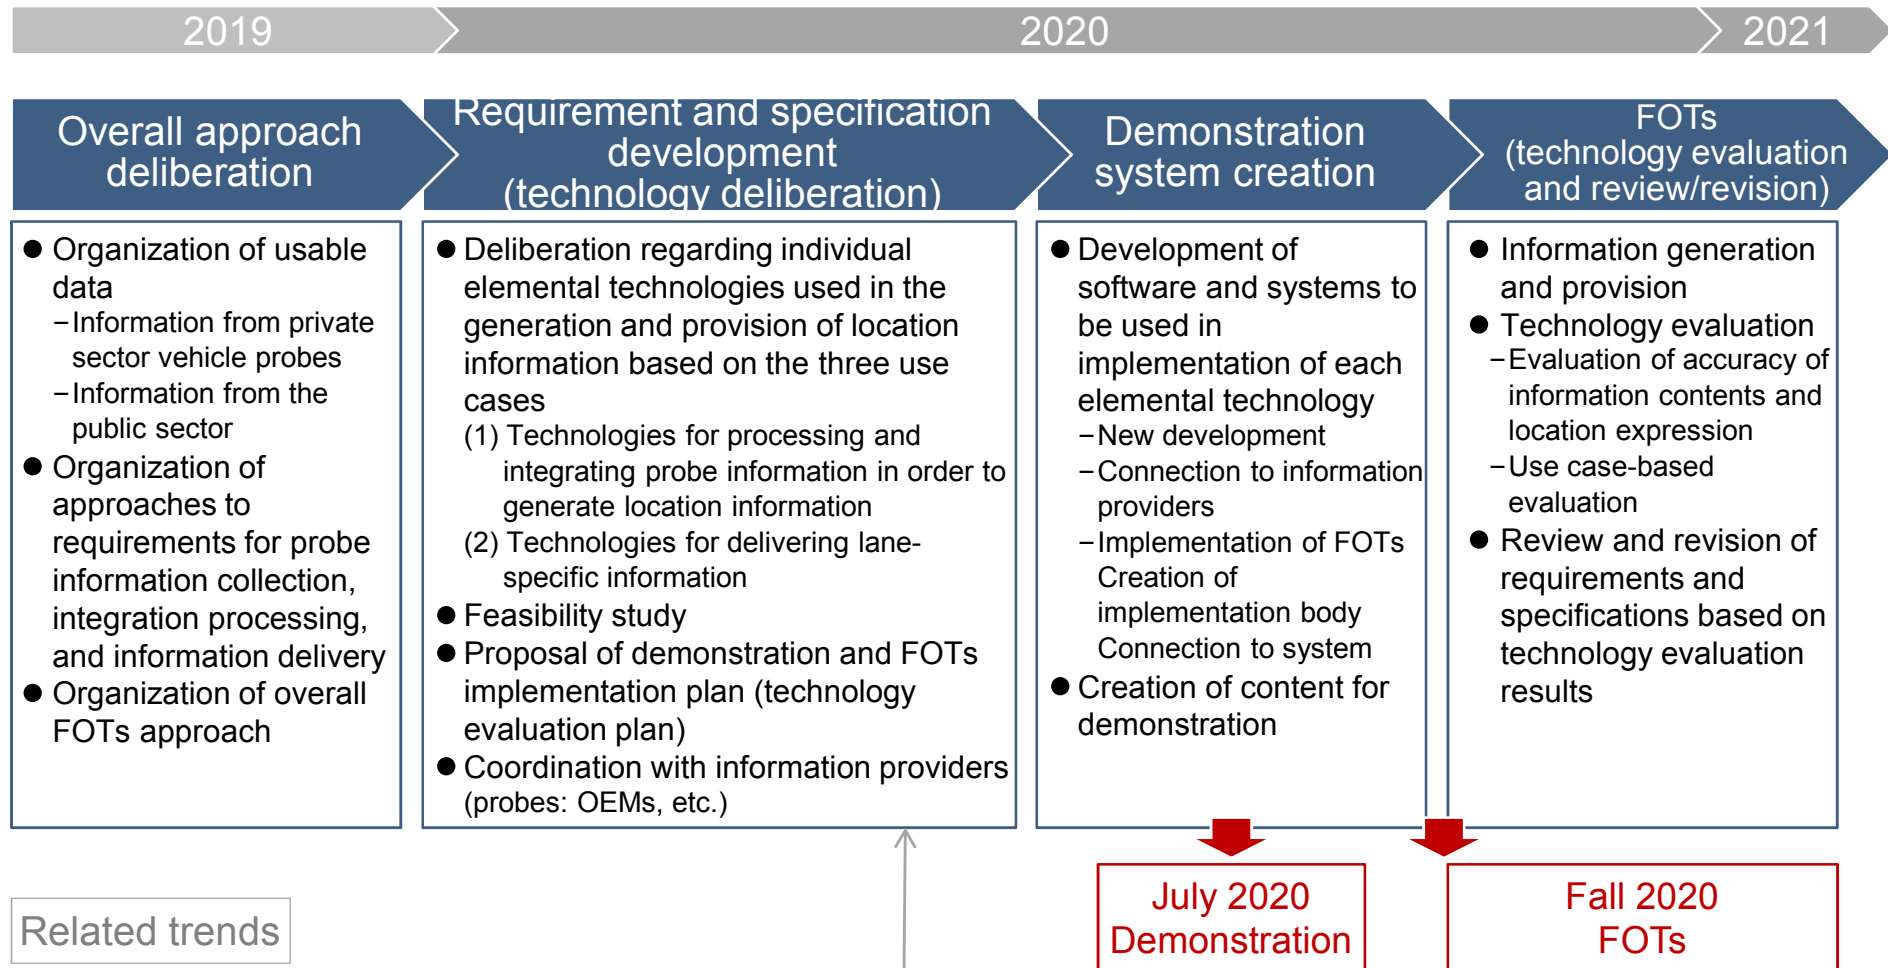 2019
2020
2021
Overall approach
deliberation
Requirement and specification
development
(technology deliberation)
Demonstration
system creation
FOTs
(technology evaluation
and review/revision)
● Organization of usable
data
−Information from private
sector vehicle probes
−Information from the
public sector
● Organization of
approaches to
requirements for probe
information collection,
integration processing,
and information delivery
● Organization of overall
FOTs approach
● Deliberation regarding individual
elemental technologies used in the
generation and provision of location
information based on the three use
cases
(1) Technologies for processing and
integrating probe information in order to
generate location information
(2) Technologies for delivering lane-
specific information
● Feasibility study
● Proposal of demonstration and FOTs
implementation plan (technology
evaluation plan)
● Coordination with information providers
(probes: OEMs, etc.)
● Development of
software and systems to
be used in
implementation of each
elemental technology
−New development
−Connection to information
providers
−Implementation of FOTs
Creation of
implementation body
Connection to system
● Creation of content for
demonstration
● Information generation
and provision
● Technology evaluation
−Evaluation of accuracy of
information contents and
location expression
−Use case-based
evaluation
● Review and revision of
requirements and
specifications based on
technology evaluation
results
July 2020
Demonstration
Fall 2020
FOTs
Related trends